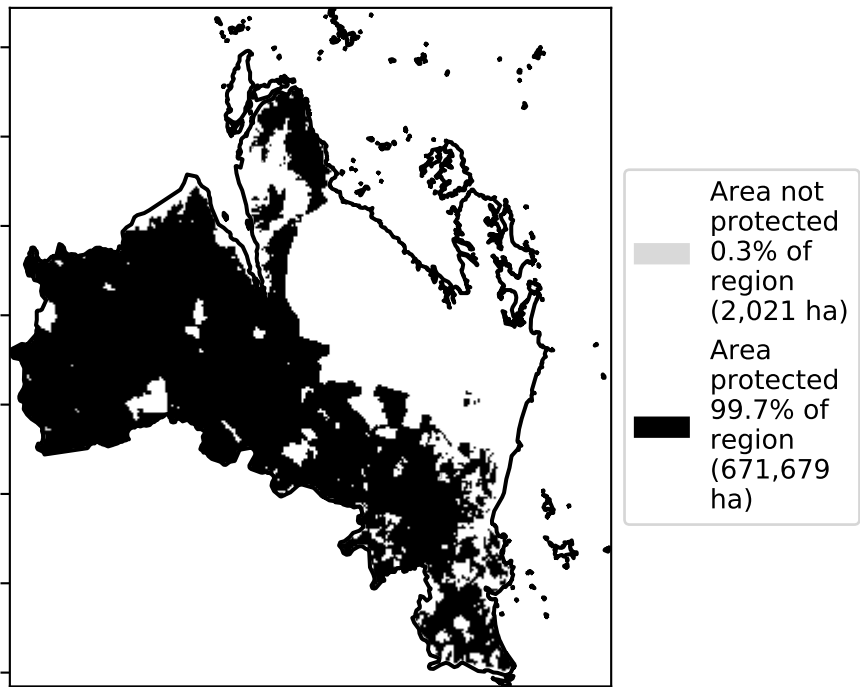 Area not
protected
0.3% of
region
(2,021 ha)
Area
protected
99.7% of
region
(671,679
ha)